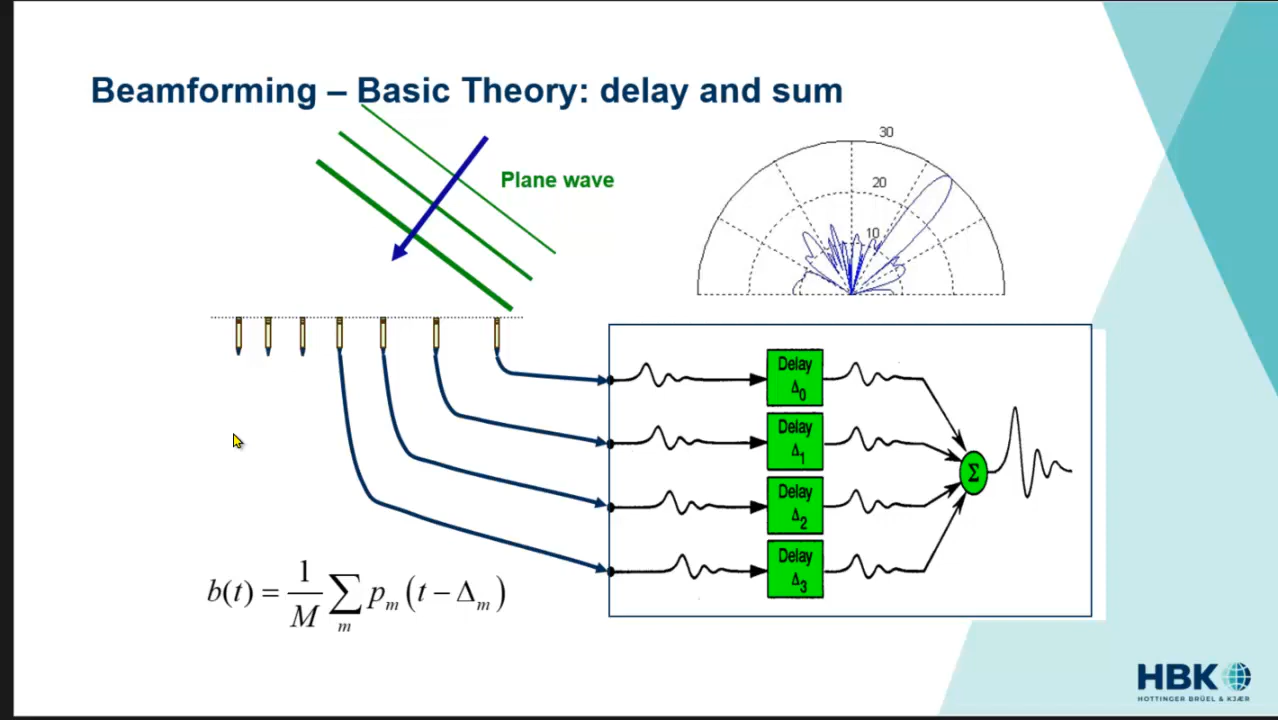 Beamforming – Basic Theory: delay and sum
Plane wave
30
20
10
Delay
Δ0
Delay
Δ1
Delay
Δ2
Delay
Δ3
Σ
b(t) = 1/M ∑m pm (t − Δm)
HBK
HOTTINGER BRÜEL & KJÆR